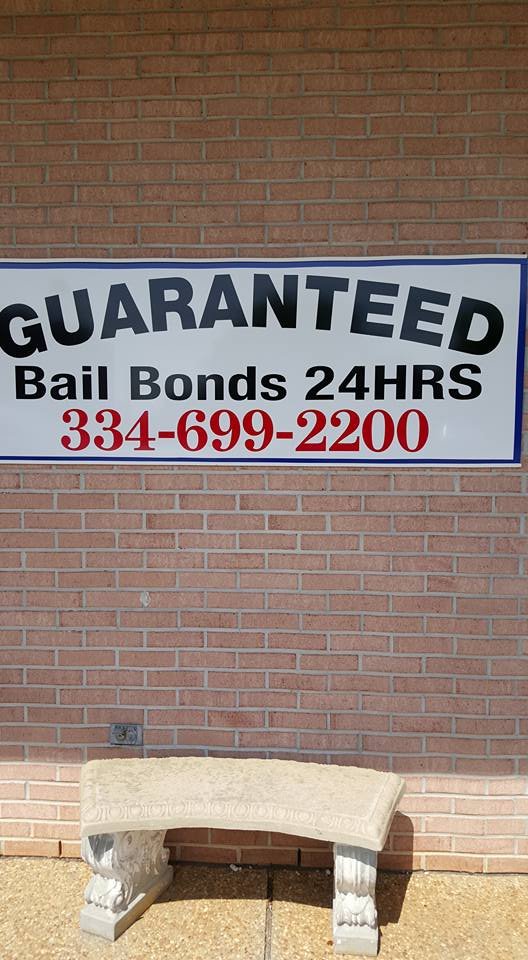 GUARANTEED
Bail Bonds 24HRS
334-699-2200